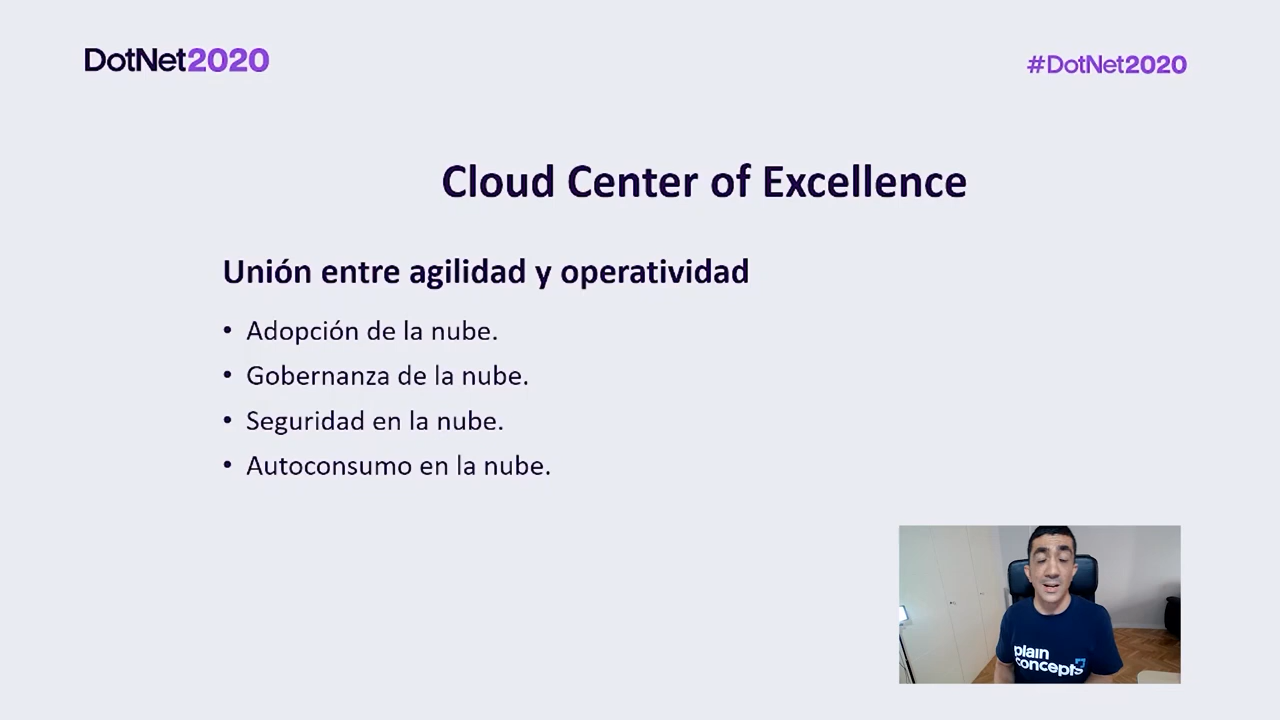 DotNet2020
#DotNet2020
Cloud Center of Excellence
Unión entre agilidad y operatividad
• Adopción de la nube.
• Gobernanza de la nube.
• Seguridad en la nube.
• Autoconsumo en la nube.
plain
concepts